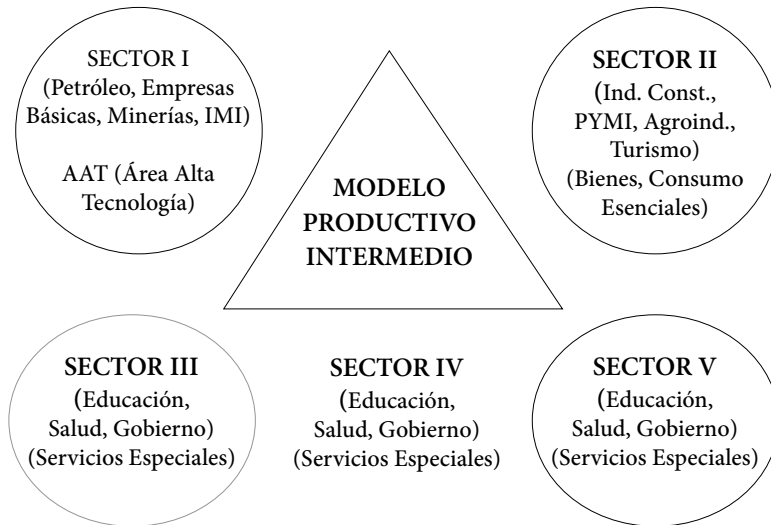 SECTOR I
(Petróleo, Empresas
Básicas, Minerías, IMI)
AAT (Área Alta
Tecnología)
MODELO
PRODUCTIVO
INTERMEDIO
SECTOR II
(Ind. Const.,
PYMI, Agroind.,
Turismo)
(Bienes, Consumo
Esenciales)
SECTOR III
(Educación,
Salud, Gobierno)
(Servicios Especiales)
SECTOR IV
(Educación,
Salud, Gobierno)
(Servicios Especiales)
SECTOR V
(Educación,
Salud, Gobierno)
(Servicios Especiales)